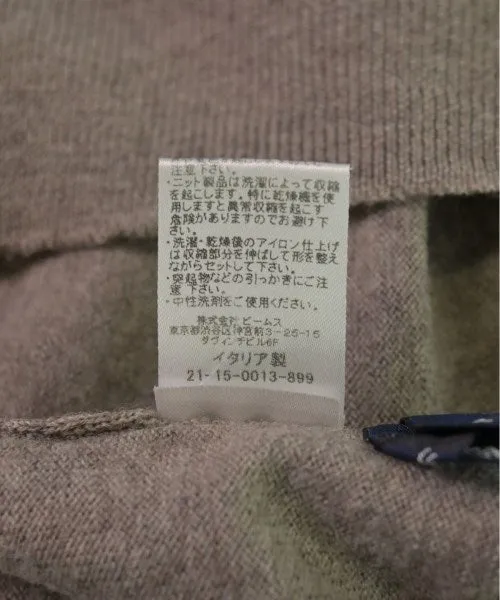 注意下さい。
・ニット製品は洗濯によって収縮
を起こします。特に乾燥機を使
用しますと異常収縮を起こす
危険がありますのでお避け下
さい。
・洗濯・乾燥後のアイロン仕上げ
は収縮部分を伸ばして形を整え
ながらセットして下さい。
・突起物などの引っかきにご注
意 下さい。
・中性洗剤をご使用ください。
株式会社 ビームス
東京都渋谷区神宮前3-25-15
ダヴィンチビル6F
イタリア製
21-15-0013-899